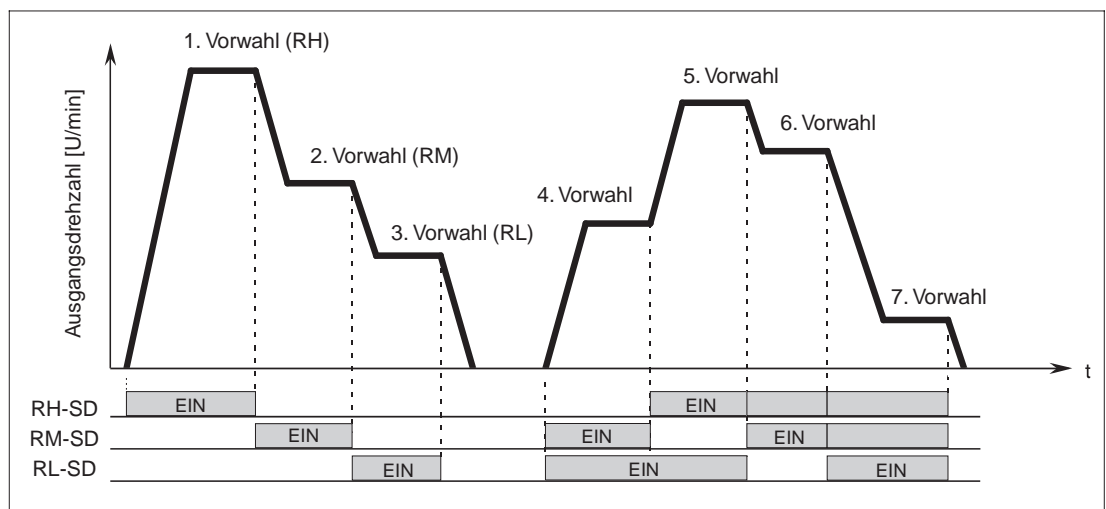 Ausgangsdrehzahl [U/min]
1. Vorwahl (RH)
2. Vorwahl (RM)
3. Vorwahl (RL)
4. Vorwahl
5. Vorwahl
6. Vorwahl
7. Vorwahl
t
RH-SD EIN EIN
RM-SD EIN EIN EIN
RL-SD EIN EIN EIN